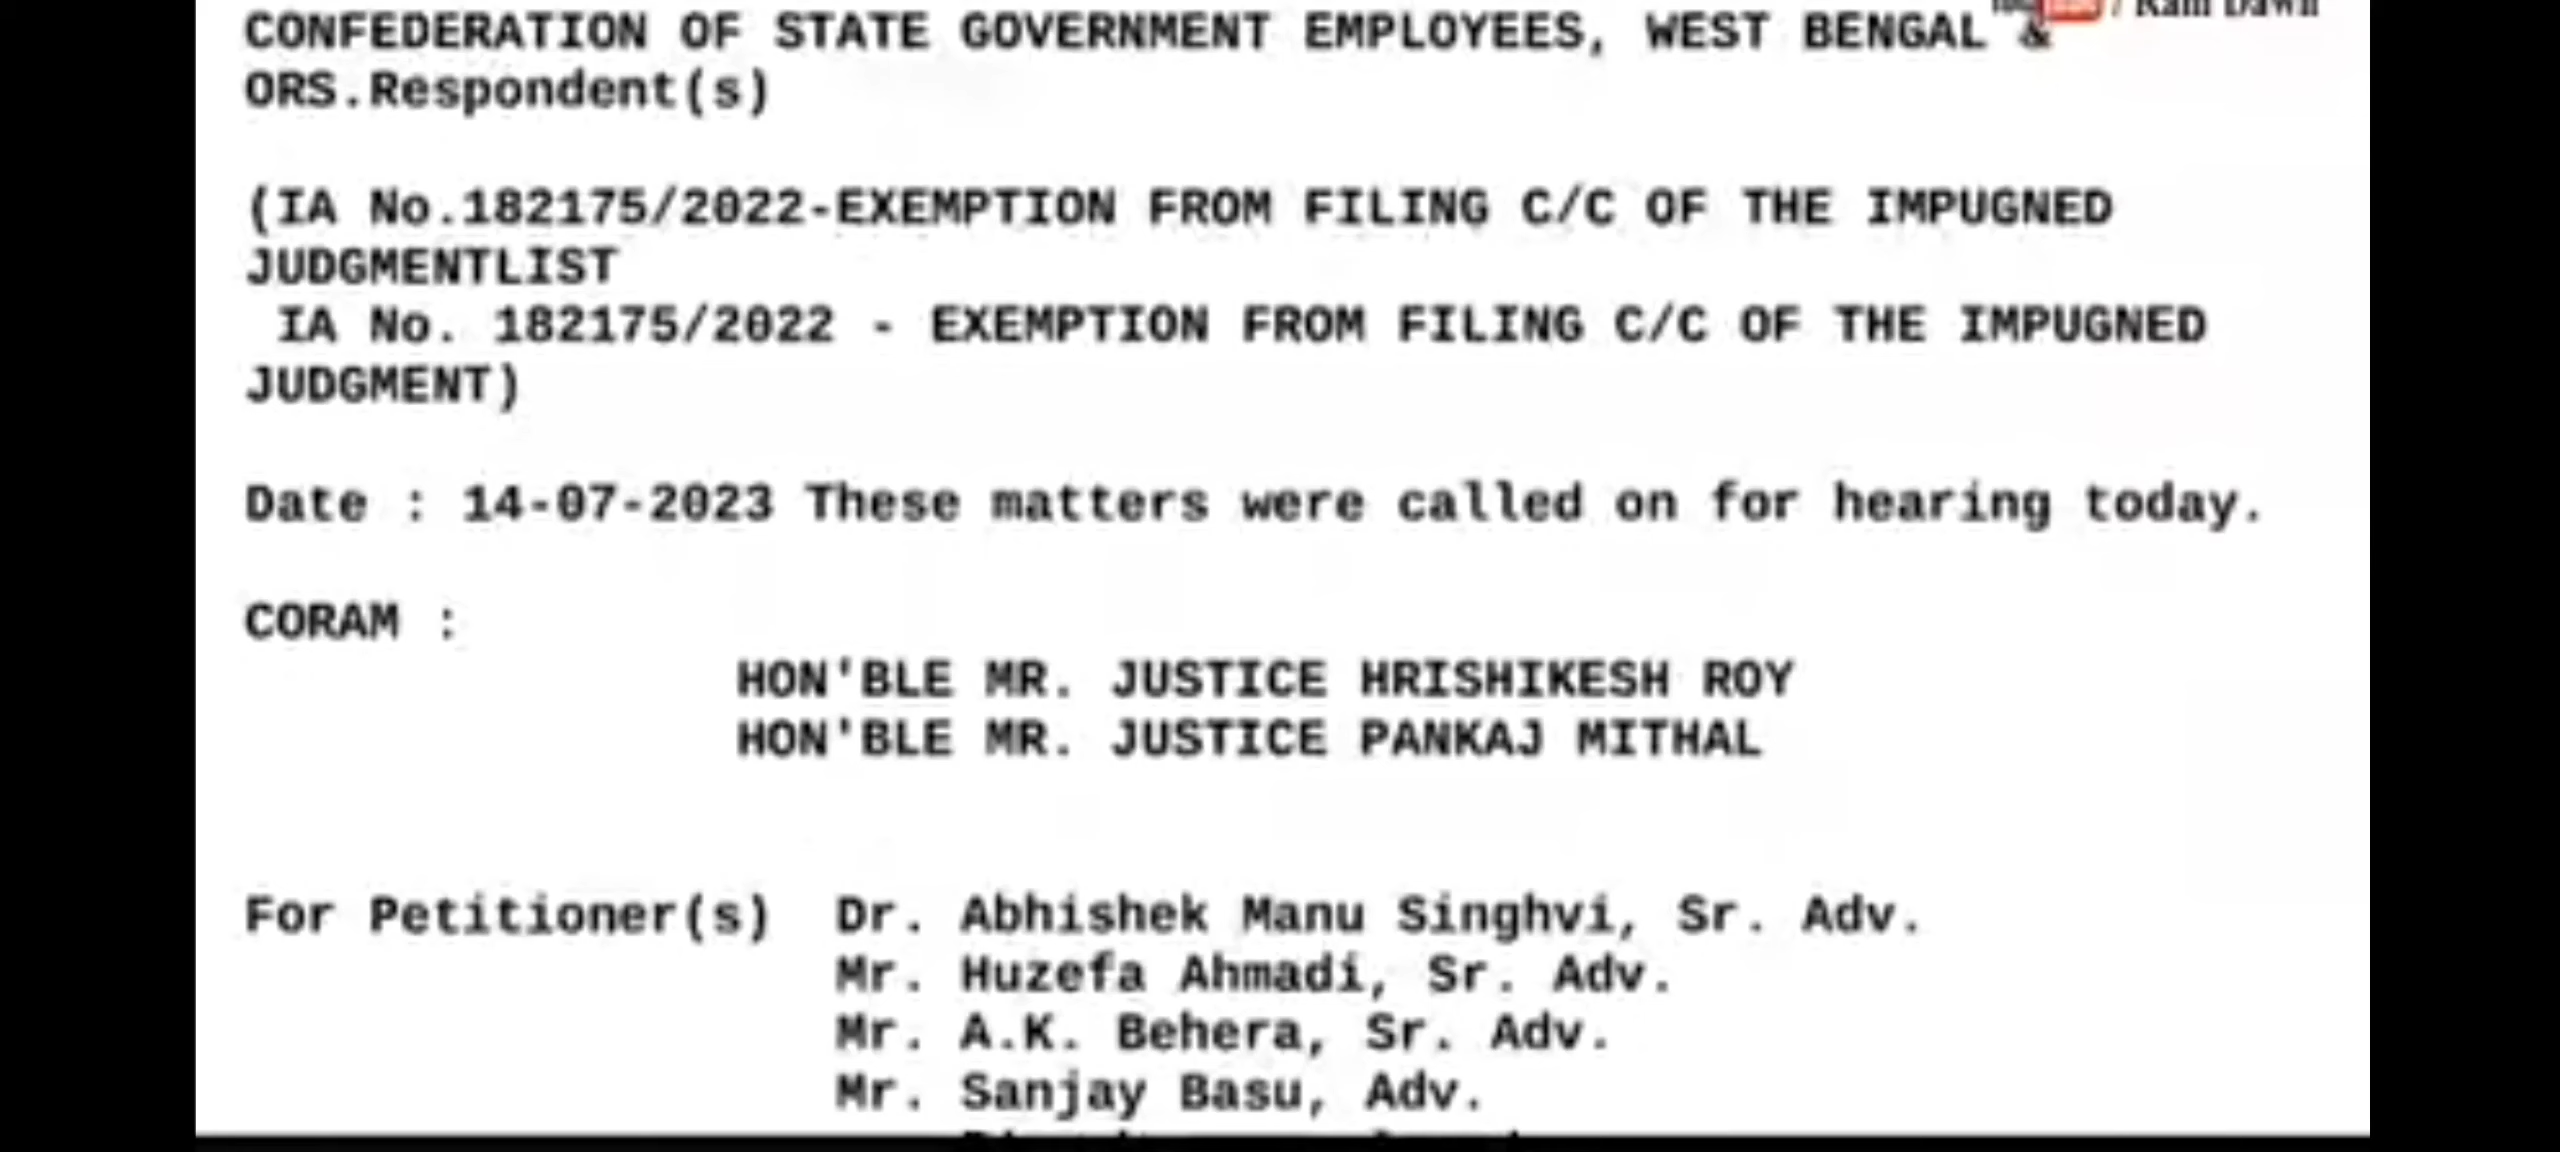 CONFEDERATION OF STATE GOVERNMENT EMPLOYEES, WEST BENGAL &
ORS.Respondent(s)
(IA No.182175/2022-EXEMPTION FROM FILING C/C OF THE IMPUGNED
JUDGMENTLIST
IA No. 182175/2022 - EXEMPTION FROM FILING C/C OF THE IMPUGNED
JUDGMENT)
Date : 14-07-2023 These matters were called on for hearing today.
CORAM :
HON'BLE MR. JUSTICE HRISHIKESH ROY
HON'BLE MR. JUSTICE PANKAJ MITHAL
For Petitioner(s) Dr. Abhishek Manu Singhvi, Sr. Adv.
Mr. Huzefa Ahmadi, Sr. Adv.
Mr. A.K. Behera, Sr. Adv.
Mr. Sanjay Basu, Adv.